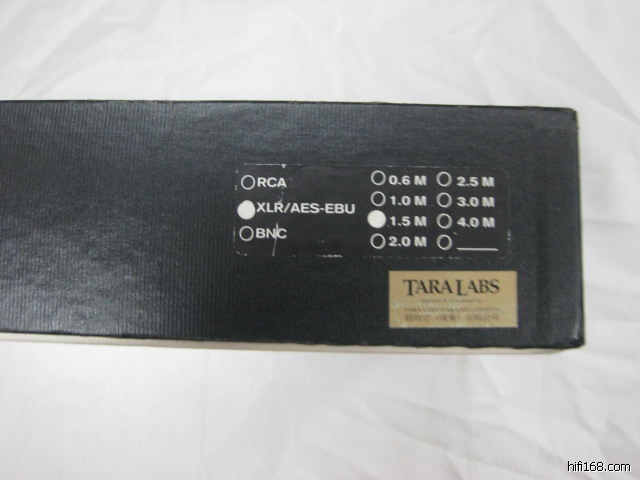 RCA
XLR/AES-EBU
BNC
0.6 M
1.0 M
1.5 M
2.0 M
2.5 M
3.0 M
4.0 M
TARA LABS
hifi168.com